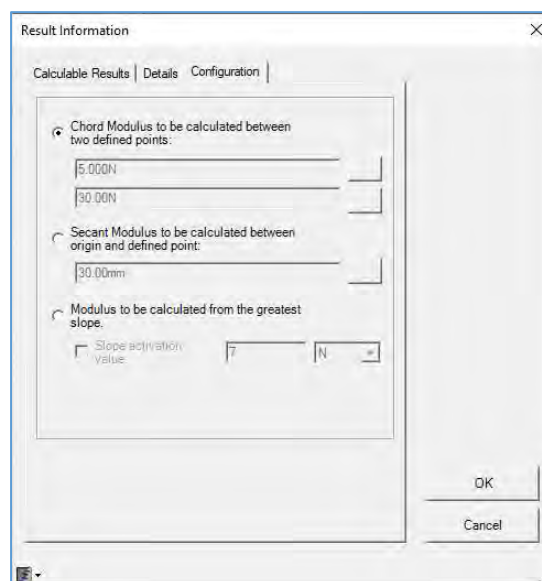 Result Information
Calculable Results
Details
Configuration
Chord Modulus to be calculated between
two defined points:
5.000N
30.00N
Secant Modulus to be calculated between
origin and defined point:
30.00mm
Modulus to be calculated from the greatest
slope.
Slope activation
value
7
N
OK
Cancel